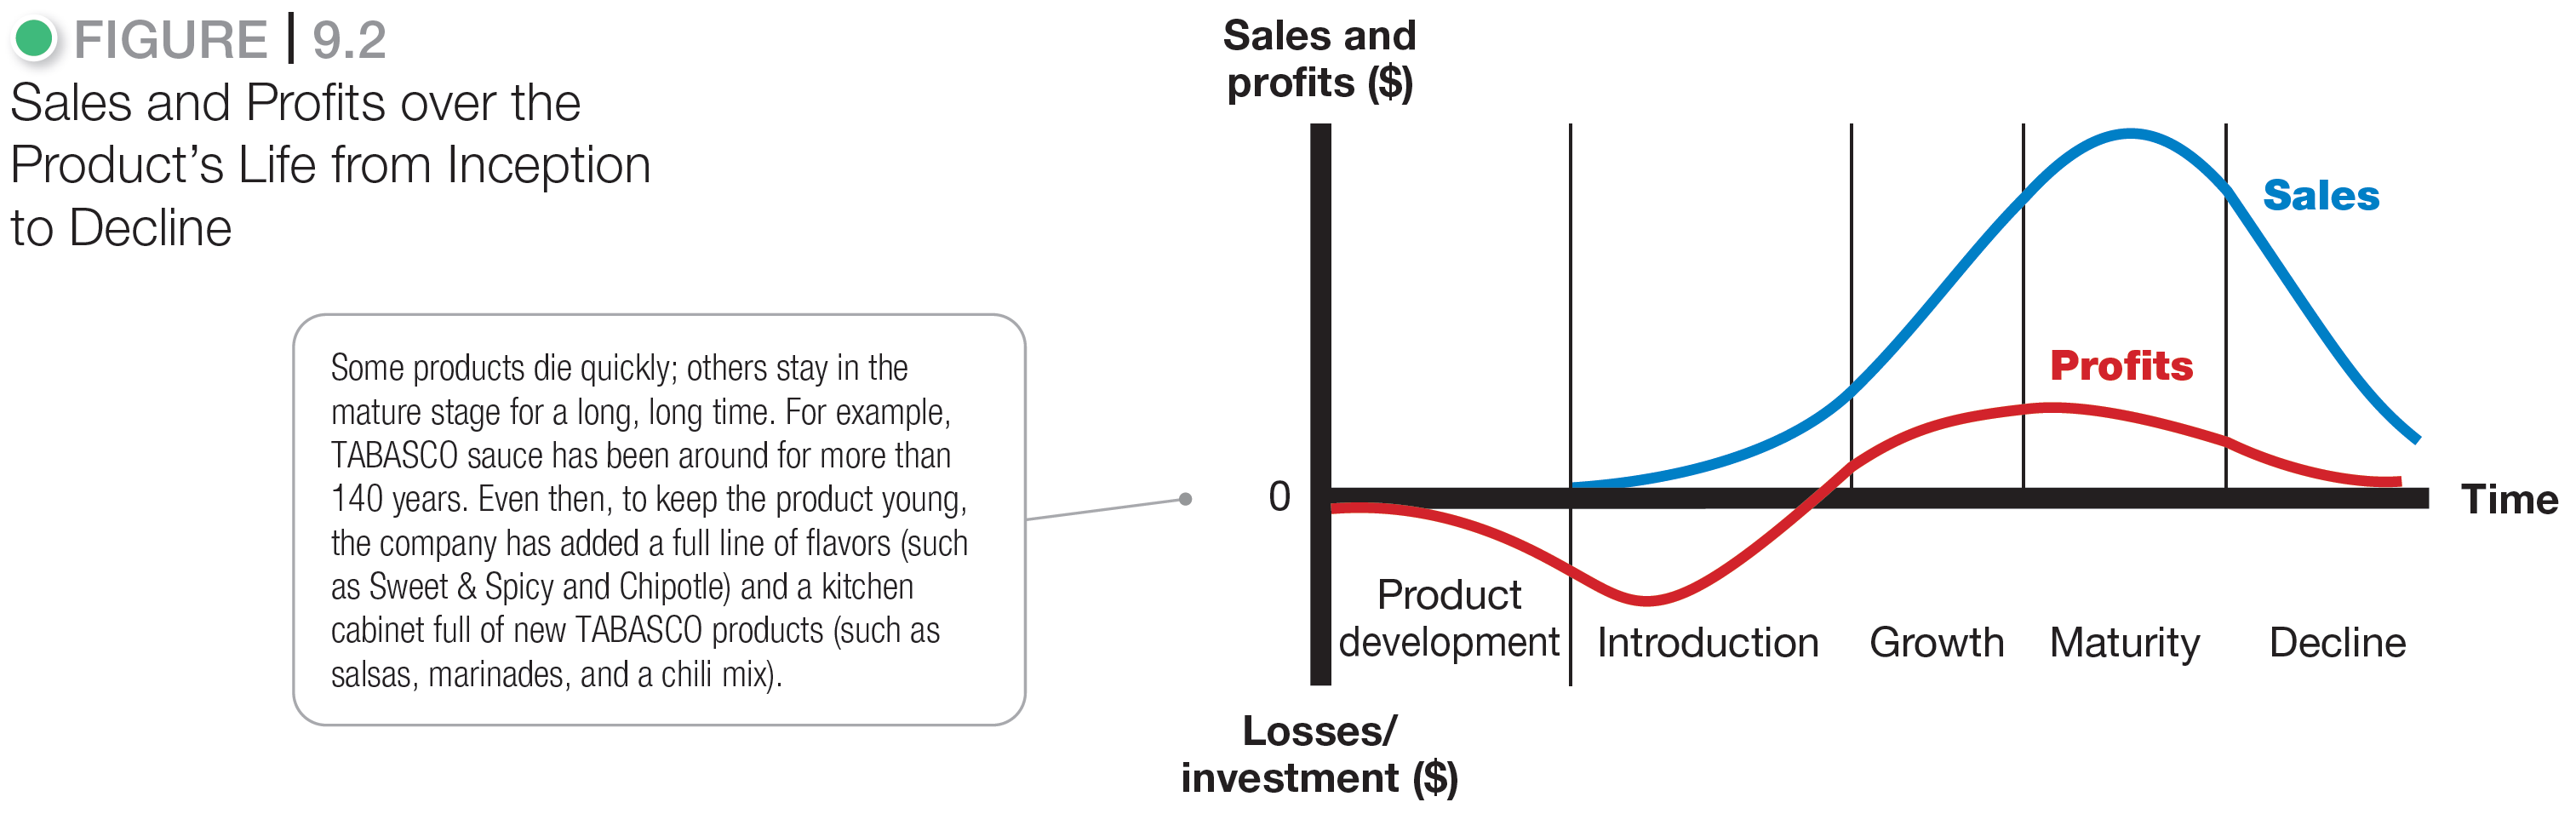 FIGURE | 9.2
Sales and Profits over the
Product’s Life from Inception
to Decline
Some products die quickly; others stay in the
mature stage for a long, long time. For example,
TABASCO sauce has been around for more than
140 years. Even then, to keep the product young,
the company has added a full line of flavors (such
as Sweet & Spicy and Chipotle) and a kitchen
cabinet full of new TABASCO products (such as
salsas, marinades, and a chili mix).
Sales and
profits ($)
Sales
Profits
0
Time
Product
development
Introduction
Growth
Maturity
Decline
Losses/
investment ($)